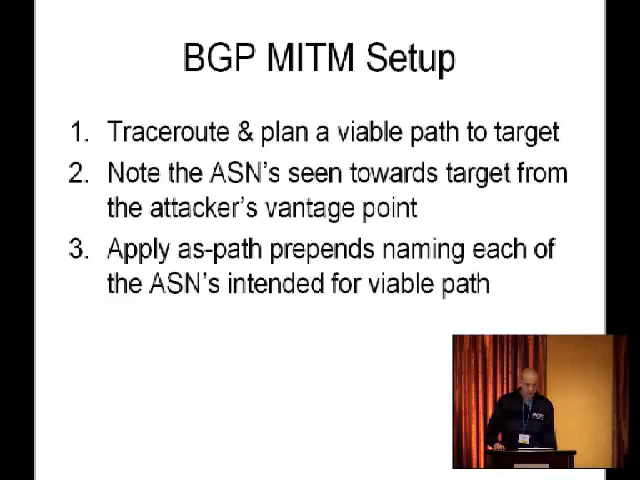 BGP MITM Setup
1. Traceroute & plan a viable path to target
2. Note the ASN's seen towards target from
the attacker's vantage point
3. Apply as-path prepends naming each of
the ASN's intended for viable path